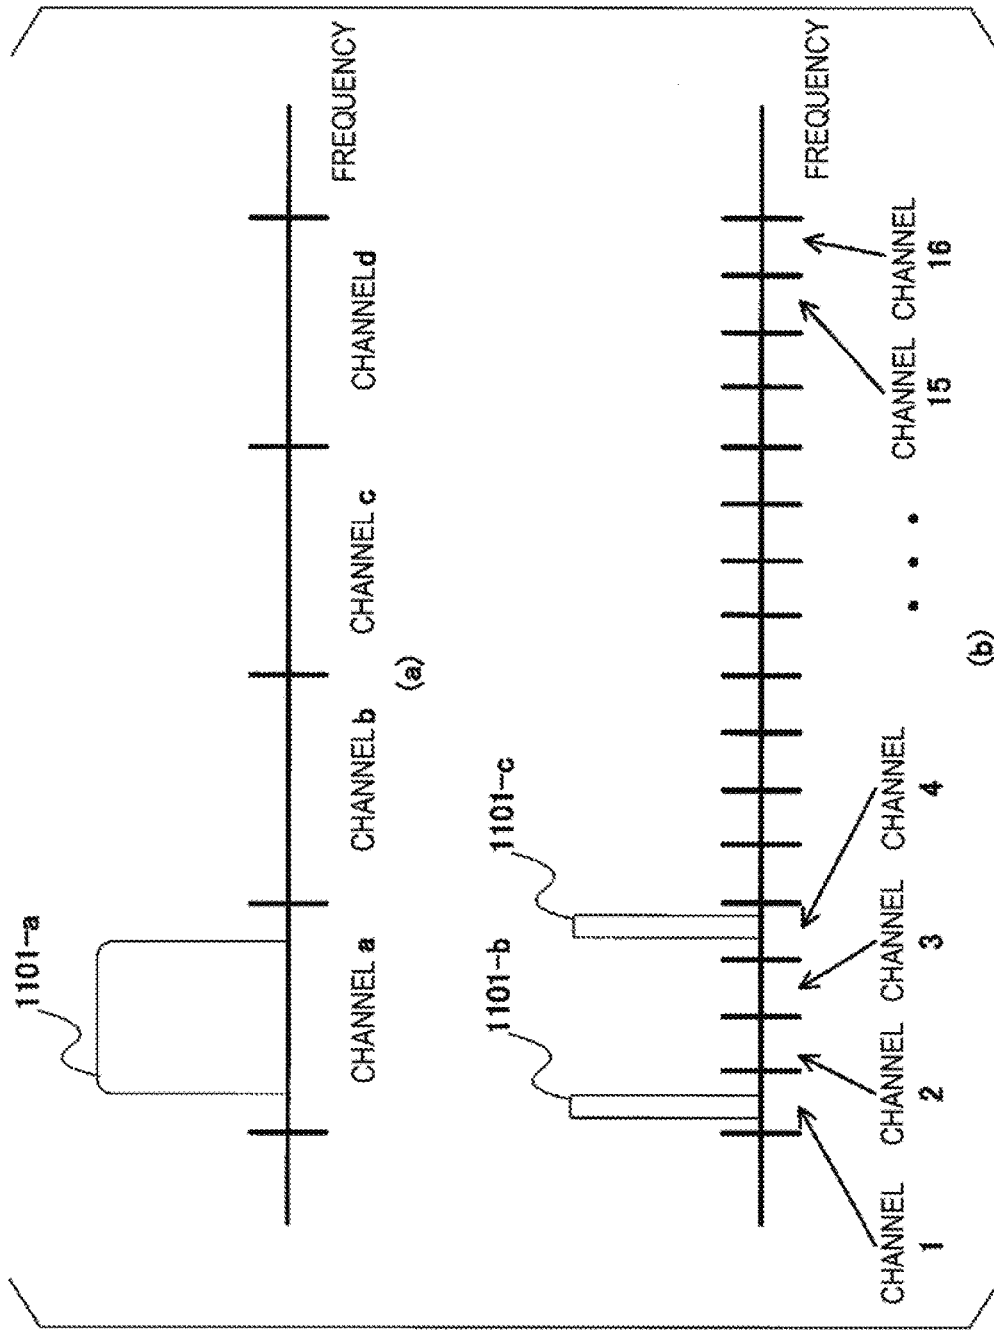 1101-a
CHANNEL a
CHANNEL b
CHANNEL c
CHANNEL d
FREQUENCY
(a)
1101-b
1101-c
FREQUENCY
CHANNEL
1
CHANNEL
2
CHANNEL
3
CHANNEL
4
• • •
CHANNEL
15
CHANNEL
16
(b)